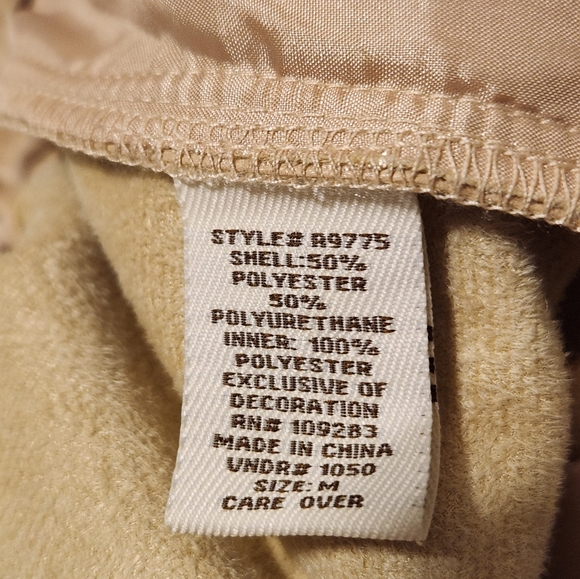 STYLE# A9775
SHELL:50%
POLYESTER
50%
POLYURETHANE
INNER: 100%
POLYESTER
EXCLUSIVE OF
DECORATION
RN# 109283
MADE IN CHINA
VNDR# 1050
SIZE: M
CARE OVER